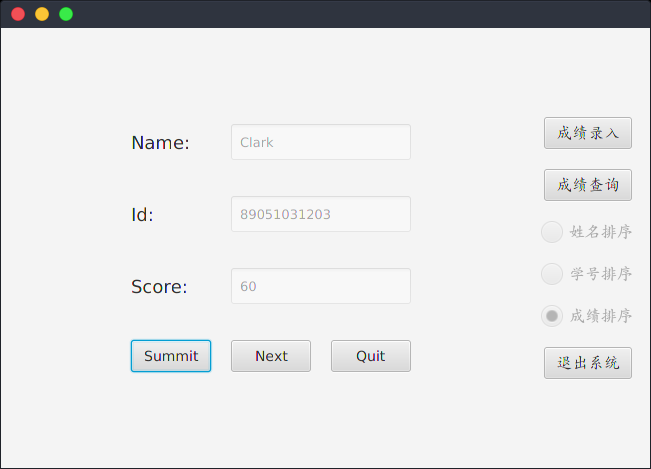 Name:
Clark
Id:
89051031203
Score:
60
Summit
Next
Quit
成绩录入
成绩查询
姓名排序
学号排序
成绩排序
退出系统